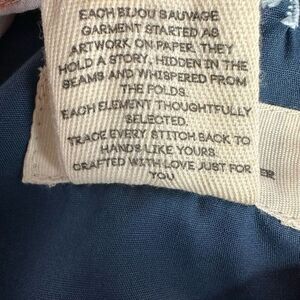 EACH BIJOU SAUVAGE
GARMENT STARTED AS
ARTWORK ON PAPER. THEY
HOLD A STORY, HIDDEN IN THE
SEAMS AND WHISPERED FROM
THE FOLDS.
EACH ELEMENT THOUGHTFULLY
SELECTED.
TRACE EVERY STITCH BACK TO
HANDS LIKE YOURS.
CRAFTED WITH LOVE JUST FOR
YOU
ER